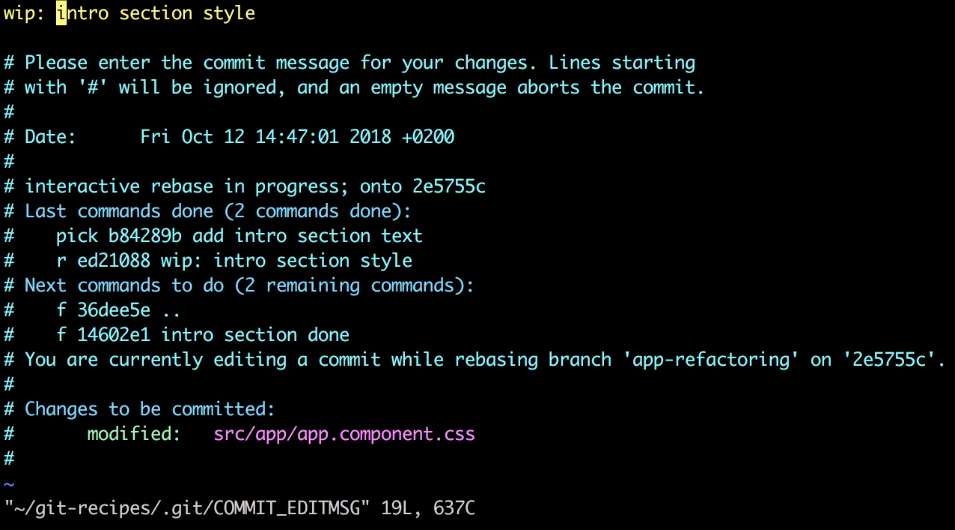 wip: intro section style
# Please enter the commit message for your changes. Lines starting
# with '#' will be ignored, and an empty message aborts the commit.
#
# Date:      Fri Oct 12 14:47:01 2018 +0200
#
# interactive rebase in progress; onto 2e5755c
# Last commands done (2 commands done):
#    pick b84289b add intro section text
#    r ed21088 wip: intro section style
# Next commands to do (2 remaining commands):
#    f 36dee5e ..
#    f 14602e1 intro section done
# You are currently editing a commit while rebasing branch 'app-refactoring' on '2e5755c'.
#
# Changes to be committed:
#       modified:   src/app/app.component.css
#
~
"~/git-recipes/.git/COMMIT_EDITMSG" 19L, 637C